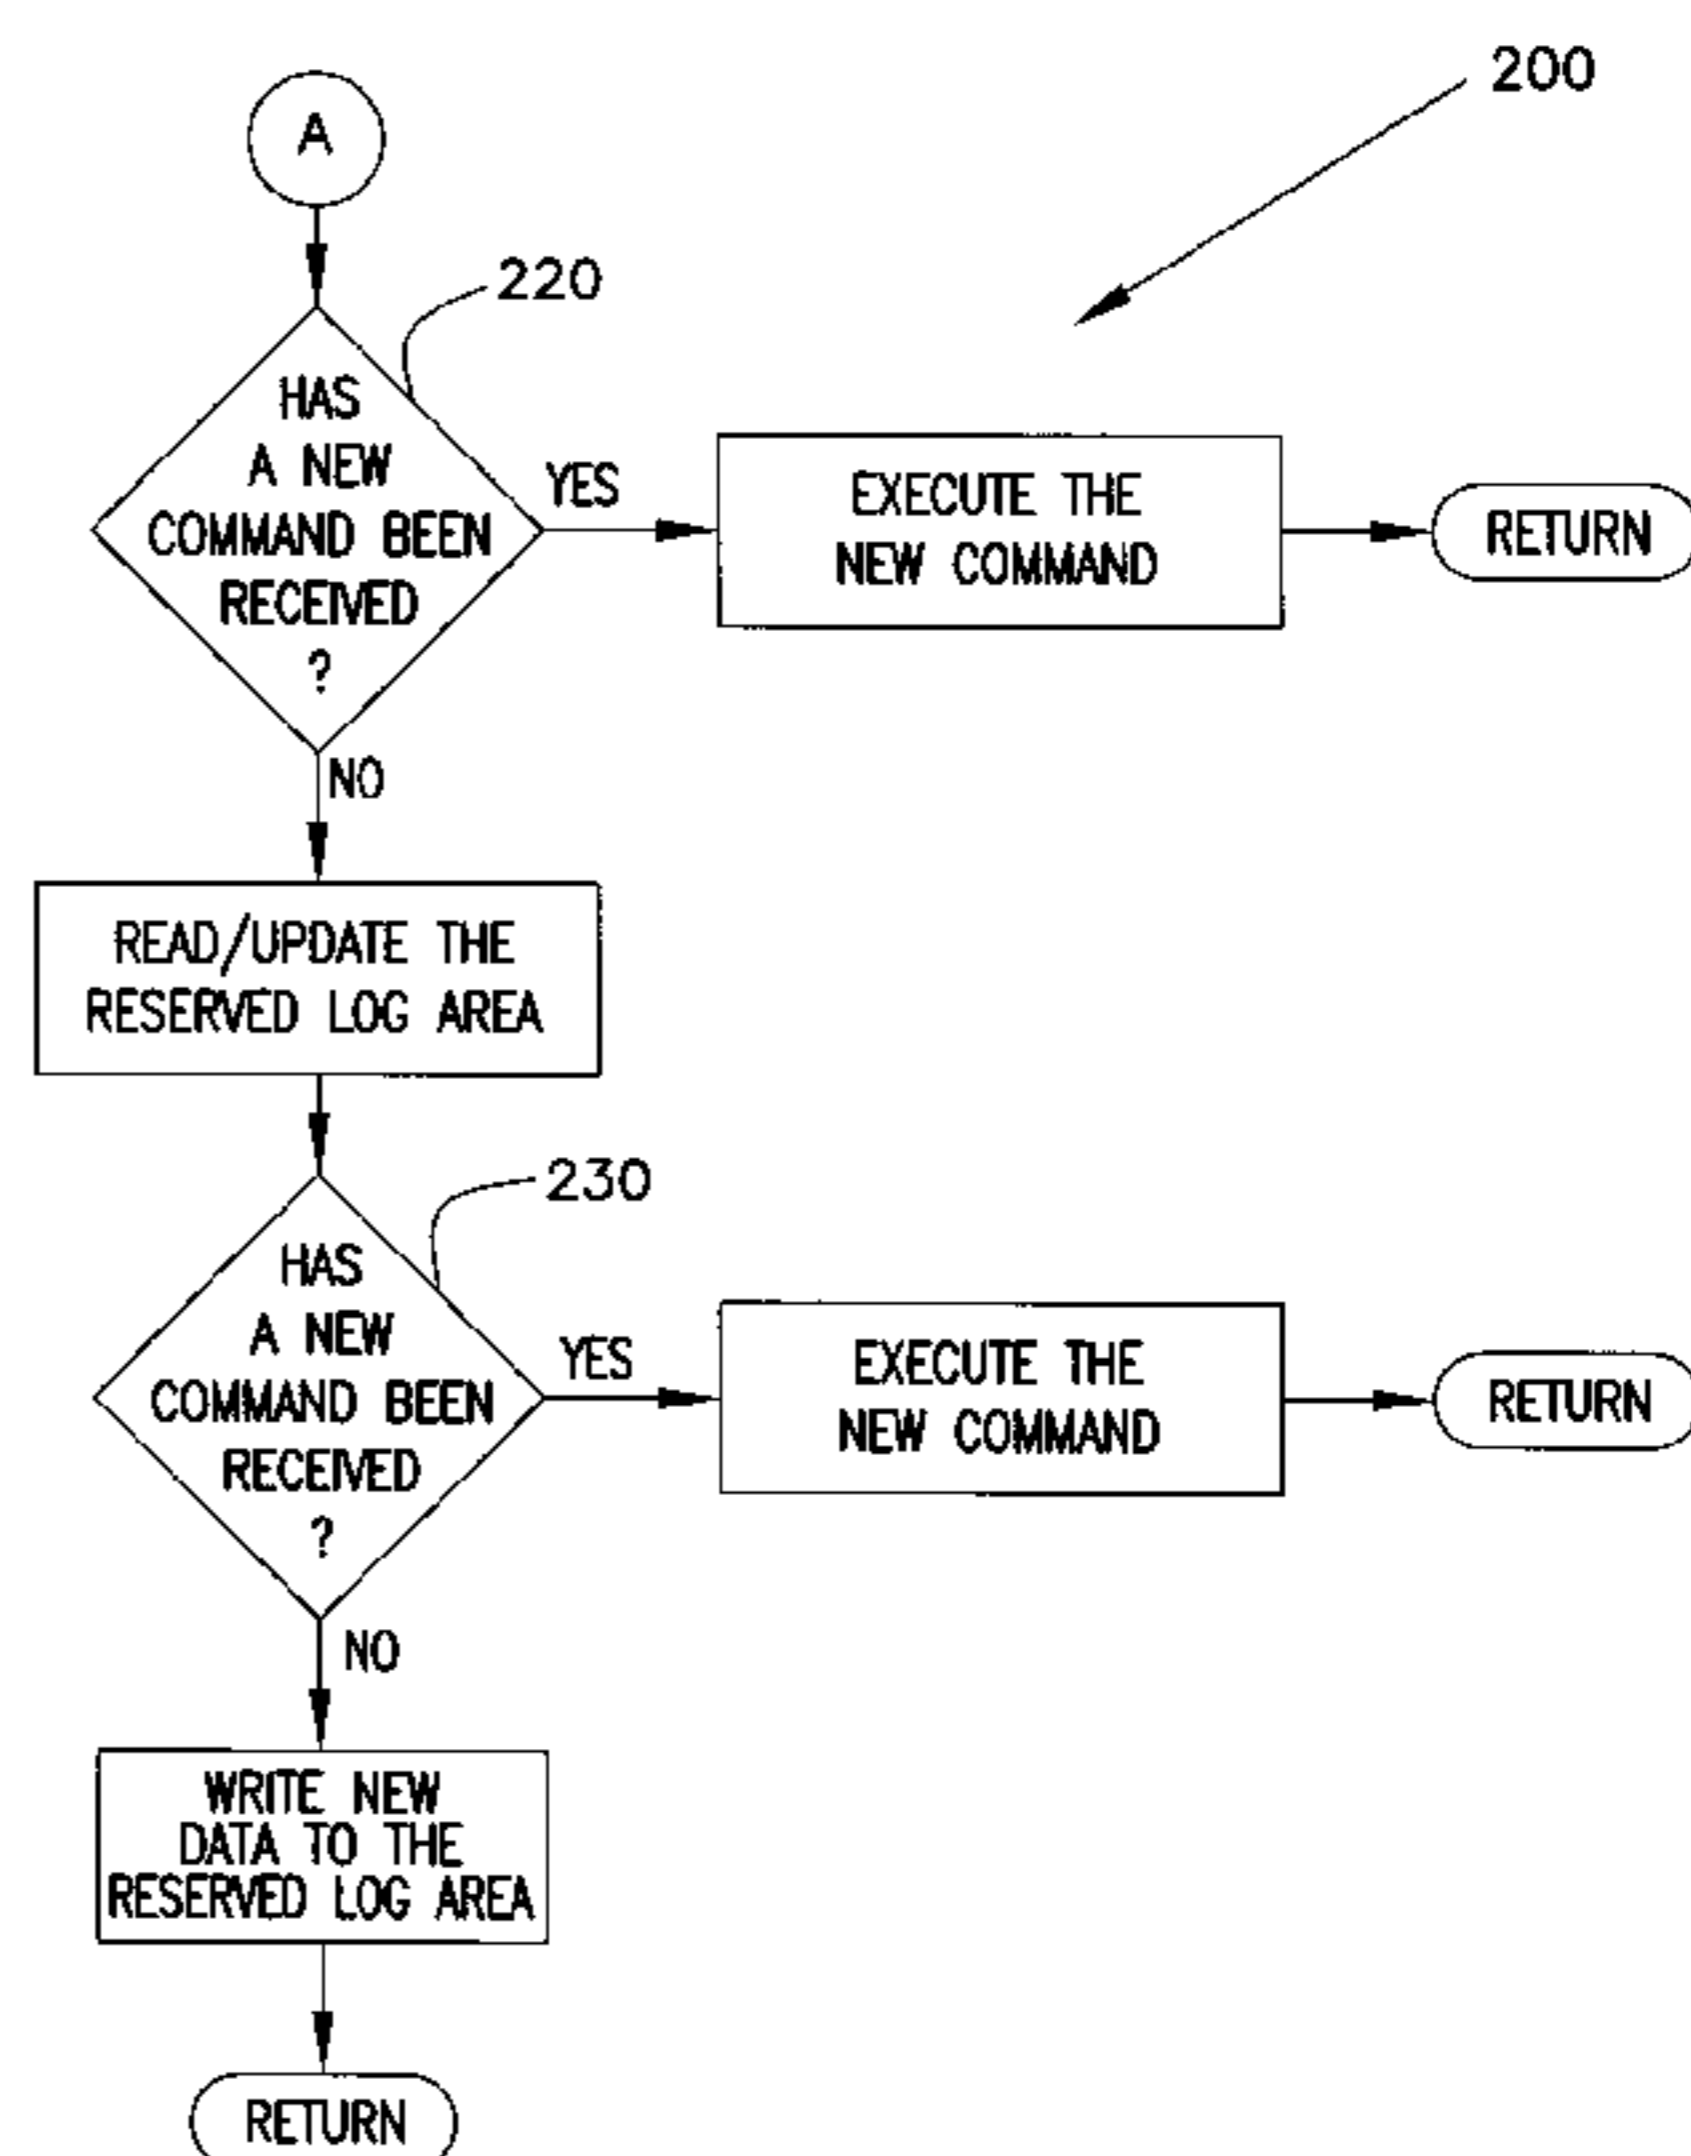 200
A
220
HAS
A NEW
COMMAND BEEN
RECEIVED
?
YES
EXECUTE THE
NEW COMMAND
RETURN
NO
READ/UPDATE THE
RESERVED LOG AREA
230
HAS
A NEW
COMMAND BEEN
RECEIVED
?
YES
EXECUTE THE
NEW COMMAND
RETURN
NO
WRITE NEW
DATA TO THE
RESERVED LOG AREA
RETURN